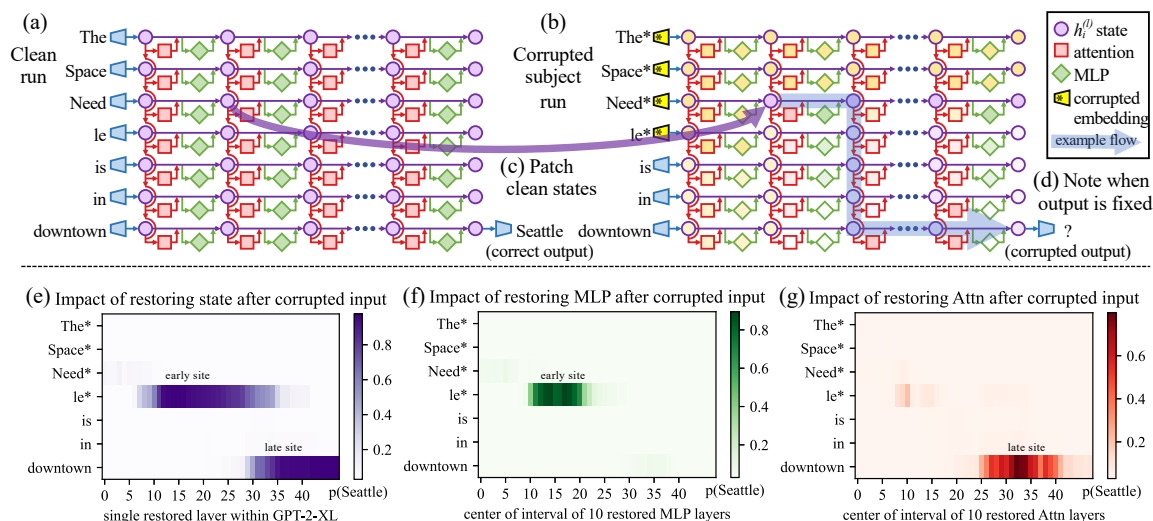 (a)
Clean
run
The
Space
Need
le
is
in
downtown
Seattle
(correct output)
(b)
Corrupted
subject
run
The*
Space*
Need*
le*
is
in
downtown
(c) Patch
clean states
?
(corrupted output)
(d) Note when
output is fixed
hᵢ⁽ˡ⁾ state
attention
MLP
* corrupted
embedding
example flow
(e) Impact of restoring state after corrupted input
The*
Space*
Need*
le*
is
in
downtown
early site
late site
0 5 10 15 20 25 30 35 40
p(Seattle)
0.8
0.6
0.4
0.2
single restored layer within GPT-2-XL
(f) Impact of restoring MLP after corrupted input
The*
Space*
Need*
le*
is
in
downtown
early site
0 5 10 15 20 25 30 35 40
p(Seattle)
0.8
0.6
0.4
0.2
center of interval of 10 restored MLP layers
(g) Impact of restoring Attn after corrupted input
The*
Space*
Need*
le*
is
in
downtown
late site
0 5 10 15 20 25 30 35 40
p(Seattle)
0.6
0.4
0.2
center of interval of 10 restored Attn layers